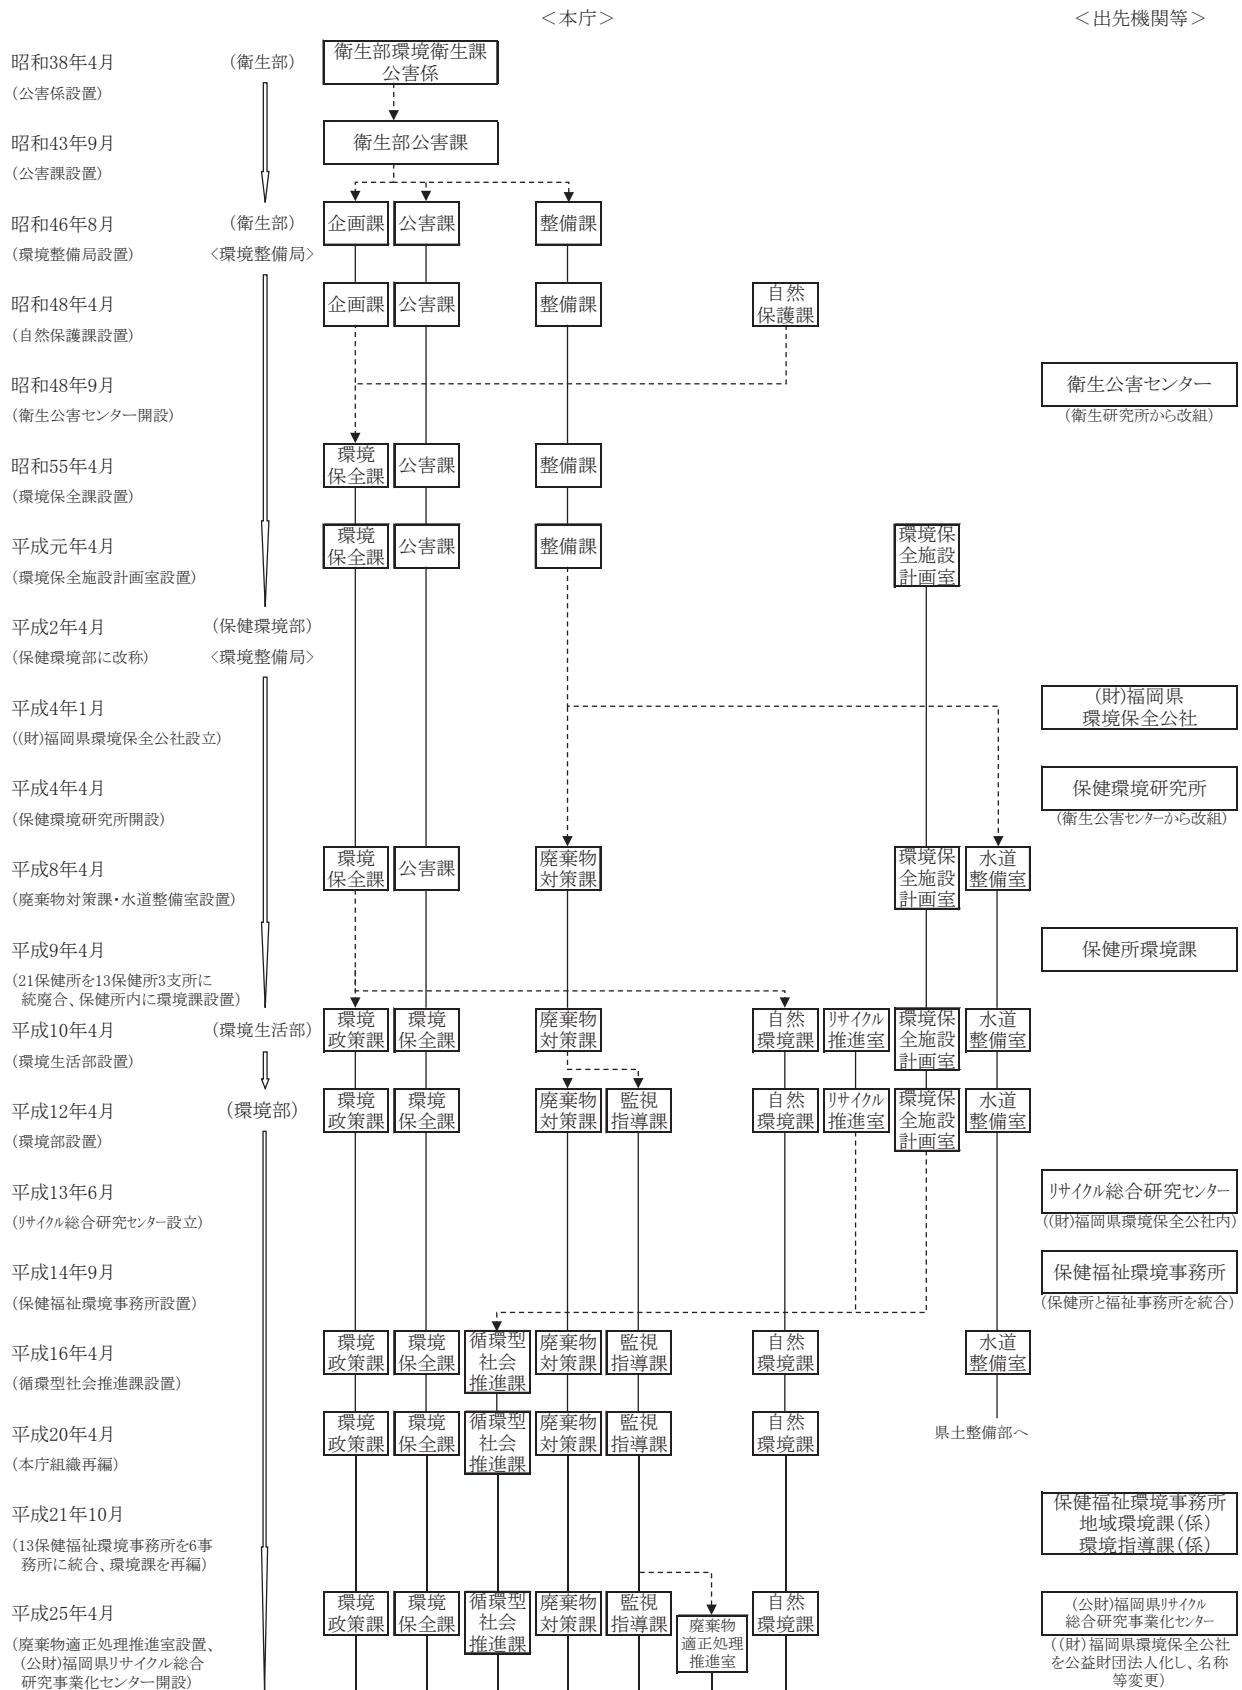 ＜本庁＞
＜出先機関等＞
昭和38年4月
（公害係設置）
（衛生部）
衛生部環境衛生課
公害係
昭和43年9月
（公害課設置）
衛生部公害課
昭和46年8月
（環境整備局設置）
（衛生部）
〈環境整備局〉
企画課
公害課
整備課
昭和48年4月
（自然保護課設置）
企画課
公害課
整備課
自然
保護課
昭和48年9月
（衛生公害センター開設）
衛生公害センター
（衛生研究所から改組）
昭和55年4月
（環境保全課設置）
環境
保全課
公害課
整備課
平成元年4月
（環境保全施設計画室設置）
環境
保全課
公害課
整備課
環境保
全施設
計画室
平成2年4月
（保健環境部に改称）
（保健環境部）
〈環境整備局〉
平成4年1月
((財)福岡県環境保全公社設立）
(財)福岡県
環境保全公社
平成4年4月
（保健環境研究所開設）
保健環境研究所
（衛生公害センターから改組）
平成8年4月
（廃棄物対策課・水道整備室設置）
環境
保全課
公害課
廃棄物
対策課
環境保
全施設
計画室
水道
整備室
平成9年4月
（21保健所を13保健所3支所に
統廃合、保健所内に環境課設置）
保健所環境課
平成10年4月
（環境生活部設置）
（環境生活部）
環境
政策課
環境
保全課
廃棄物
対策課
自然
環境課
リサイクル
推進室
環境保
全施設
計画室
水道
整備室
平成12年4月
（環境部設置）
（環境部）
環境
政策課
環境
保全課
廃棄物
対策課
監視
指導課
自然
環境課
リサイクル
推進室
環境保
全施設
計画室
水道
整備室
平成13年6月
（リサイクル総合研究センター設立）
リサイクル総合研究センター
((財)福岡県環境保全公社内）
平成14年9月
（保健福祉環境事務所設置）
保健福祉環境事務所
（保健所と福祉事務所を統合）
平成16年4月
（循環型社会推進課設置）
環境
政策課
環境
保全課
循環型
社会
推進課
廃棄物
対策課
監視
指導課
自然
環境課
水道
整備室
平成20年4月
（本庁組織再編）
環境
政策課
環境
保全課
循環型
社会
推進課
廃棄物
対策課
監視
指導課
自然
環境課
県土整備部へ
平成21年10月
（13保健福祉環境事務所を6事
務所に統合、環境課を再編）
保健福祉環境事務所
地域環境課（係）
環境指導課（係）
平成25年4月
（廃棄物適正処理推進室設置、
(公財)福岡県リサイクル総合
研究事業化センター開設）
環境
政策課
環境
保全課
循環型
社会
推進課
廃棄物
対策課
監視
指導課
廃棄物
適正処理
推進室
自然
環境課
(公財)福岡県リサイクル
総合研究事業化センター
((財)福岡県環境保全公社
を公益財団法人化し、名称
等変更）